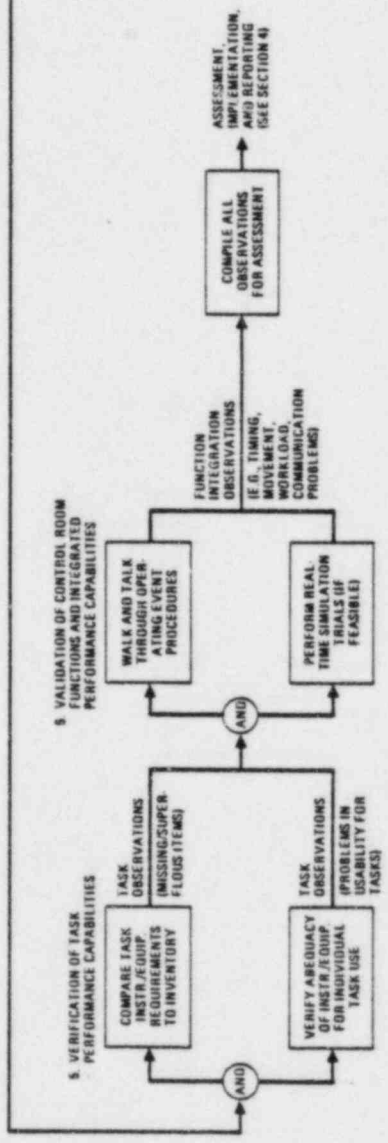 5. VERIFICATION OF TASK
PERFORMANCE CAPABILITIES
AND
COMPARE TASK
INSTR./EQUIP.
REQUIREMENTS
TO INVENTORY
TASK
OBSERVATIONS
(MISSING/SUPER-
FLOUS ITEMS)
VERIFY ADEQUACY
OF INSTR./EQUIP.
FOR INDIVIDUAL
TASK USE
TASK
OBSERVATIONS
(PROBLEMS IN
USABILITY FOR
TASKS)
5. VALIDATION OF CONTROL ROOM
FUNCTIONS AND INTEGRATED
PERFORMANCE CAPABILITIES
AND
WALK AND TALK
THROUGH OPER-
ATING EVENT
PROCEDURES
PERFORM REAL-
TIME SIMULATION
TRIALS (IF
FEASIBLE)
FUNCTION
INTEGRATION
OBSERVATIONS
(E.G., TIMING,
MOVEMENT,
WORKLOAD,
COMMUNICATION
PROBLEMS)
COMPILE ALL
OBSERVATIONS
FOR ASSESSMENT
ASSESSMENT,
IMPLEMENTATION,
AND REPORTING
(SEE SECTION 4)